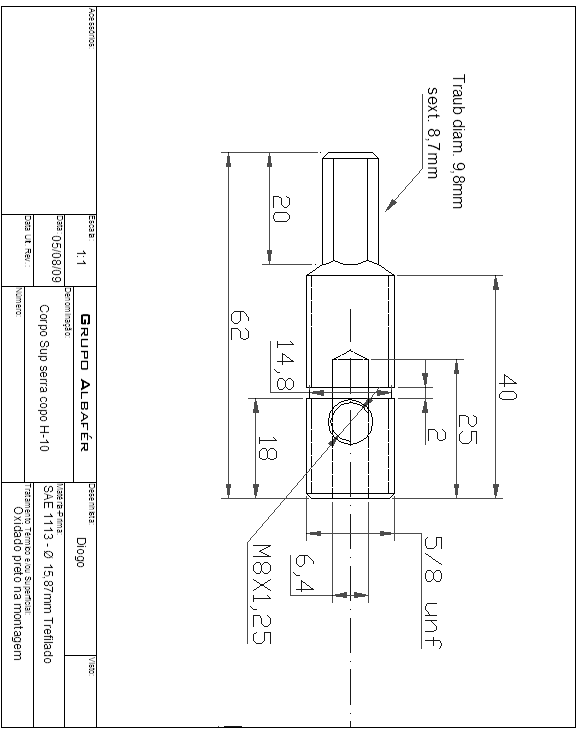 Traub diam. 9,8mm
sext. 8,7mm
20
62
40
14,8
25
2
18
5/8 unf
6,4
M8X1,25
Acessórios:
Escala:
1:1
Data:
05/08/09
Data Ult. Rev.:
GRUPO ALBAFÉR
Denominação:
Corpo Sup serra copo H-10
Número:
Desenhista:
Diogo
Visto:
Matéria-Prima:
SAE 1113 - Ø 15,87mm Trefilado
Tratamento Térmico e/ou Superficial:
Oxidado preto na montagem